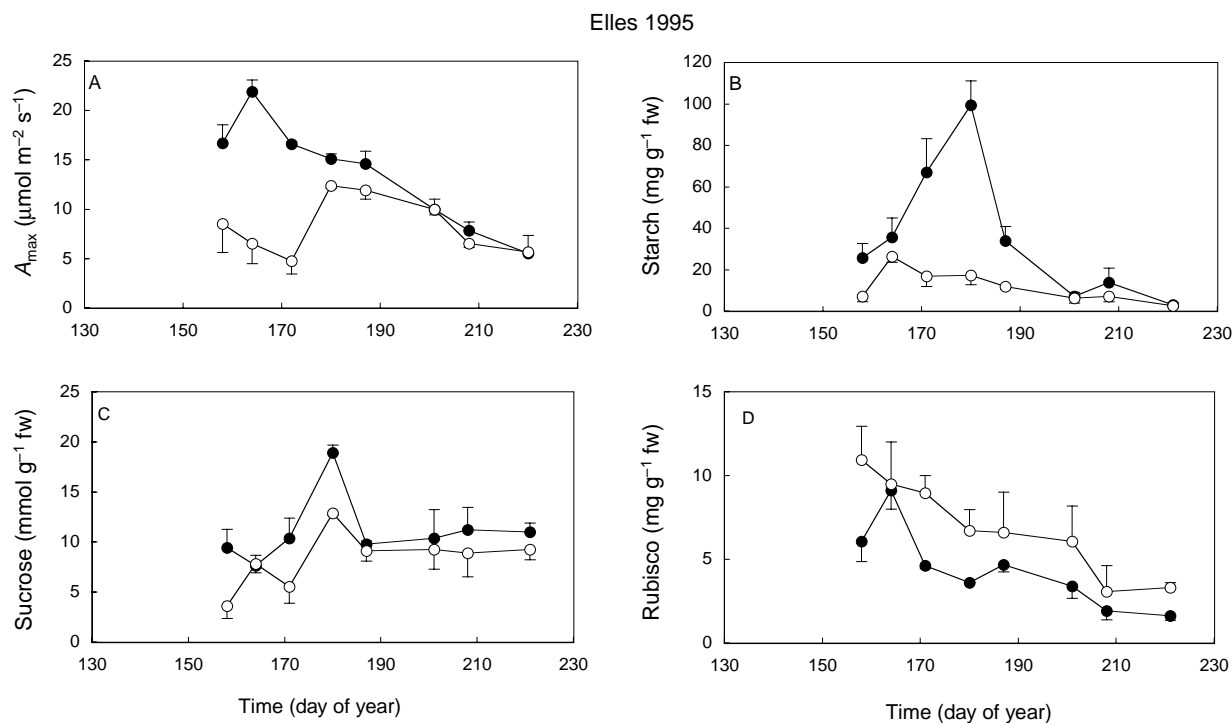 Elles 1995
A
25
20
15
10
5
0
130 150 170 190 210 230
A_max (μmol m⁻² s⁻¹)
B
120
100
80
60
40
20
0
130 150 170 190 210 230
Starch (mg g⁻¹ fw)
C
25
20
15
10
5
0
130 150 170 190 210 230
Sucrose (mmol g⁻¹ fw)
Time (day of year)
D
15
10
5
0
130 150 170 190 210 230
Rubisco (mg g⁻¹ fw)
Time (day of year)